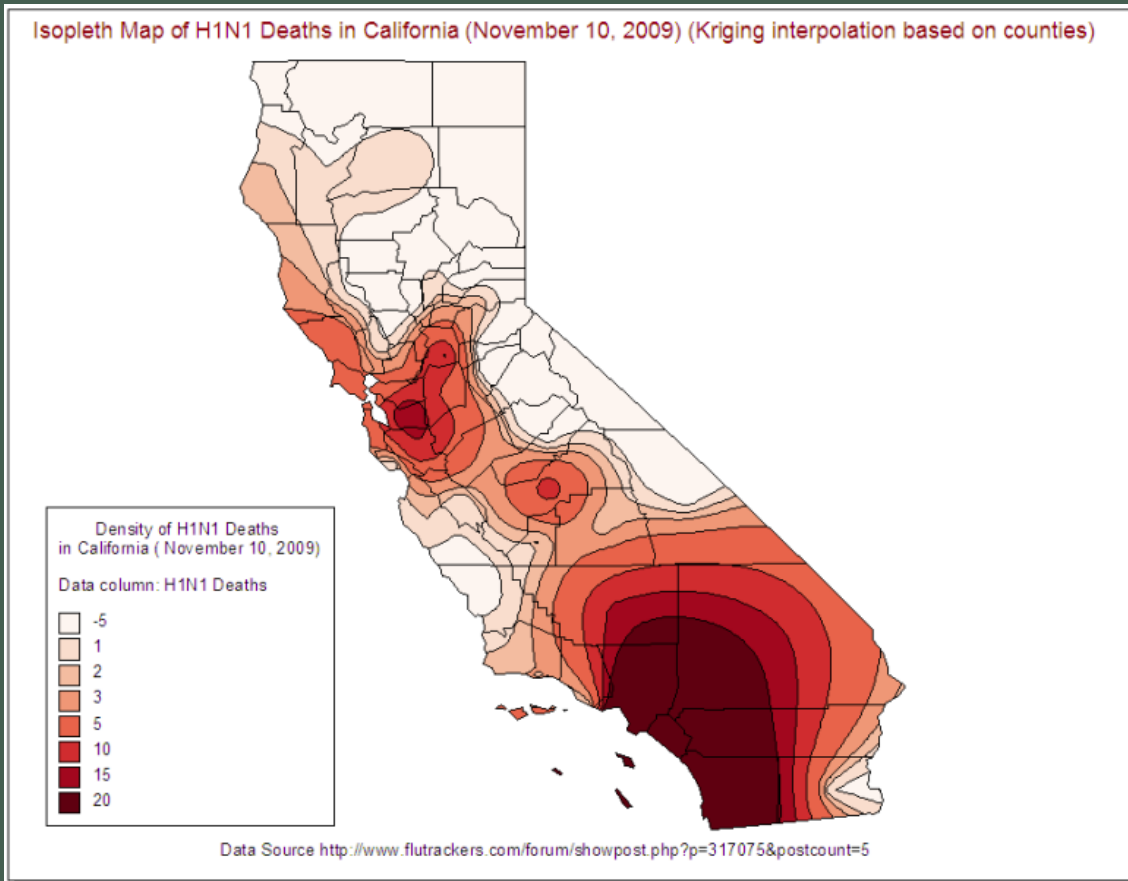 Isopleth Map of H1N1 Deaths in California (November 10, 2009) (Kriging interpolation based on counties)
Density of H1N1 Deaths
in California ( November 10, 2009)
Data column: H1N1 Deaths
-5
1
2
3
5
10
15
20
Data Source http://www.flutrackers.com/forum/showpost.php?p=317075&postcount=5